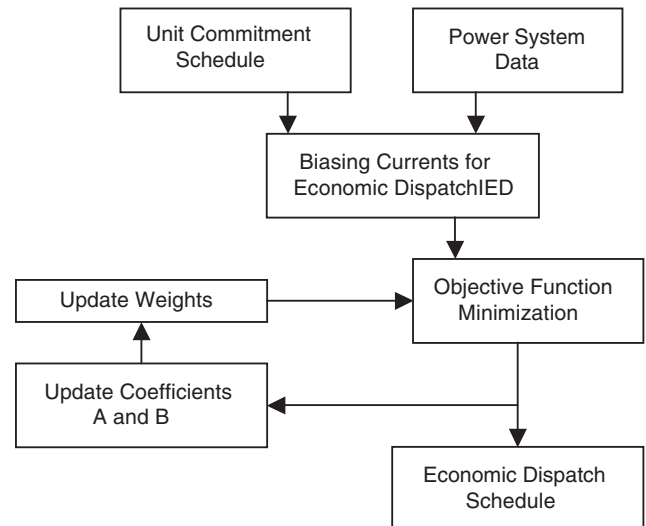 Unit Commitment
Schedule
Power System
Data
Biasing Currents for
Economic DispatchIED
Objective Function
Minimization
Update Weights
Update Coefficients
A and B
Economic Dispatch
Schedule